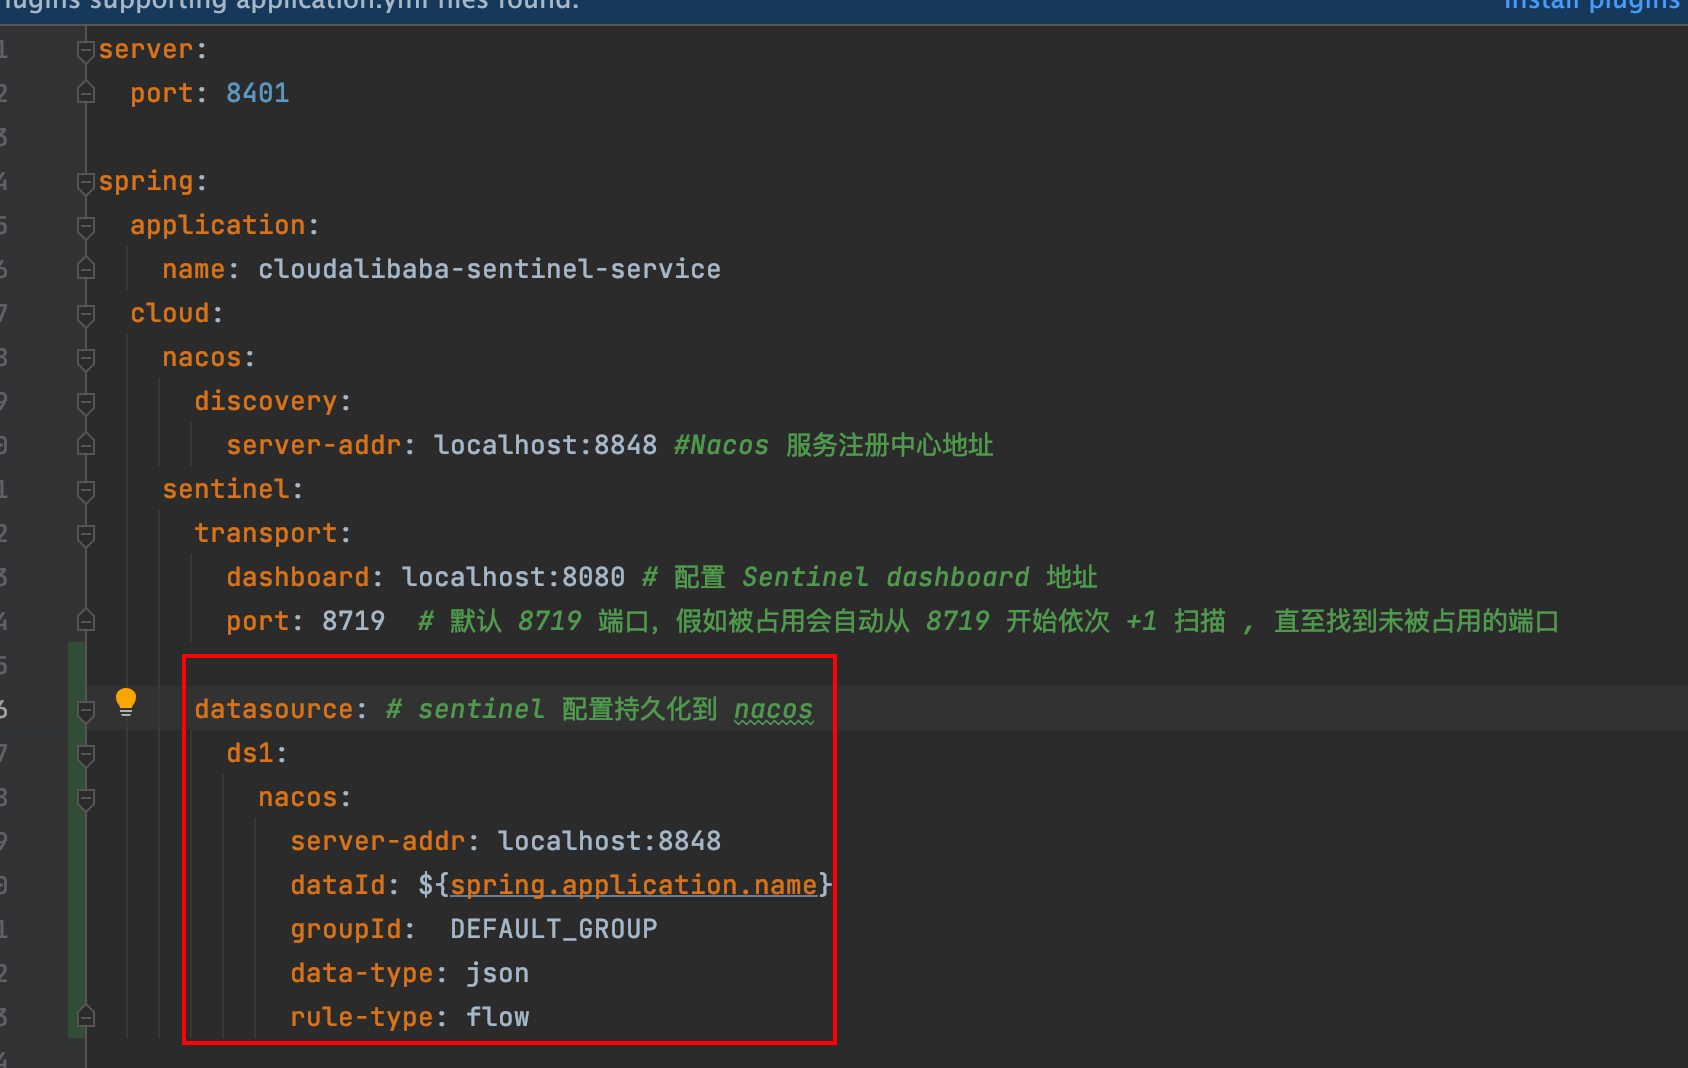 plugins supporting application.yml files found.
Install plugins
1 server:
2 port: 8401
3
4 spring:
5 application:
6 name: cloudalibaba-sentinel-service
7 cloud:
8 nacos:
9 discovery:
0 server-addr: localhost:8848 #Nacos 服务注册中心地址
1 sentinel:
2 transport:
3 dashboard: localhost:8080 # 配置 Sentinel dashboard 地址
4 port: 8719 # 默认 8719 端口，假如被占用会自动从 8719 开始依次 +1 扫描 , 直至找到未被占用的端口
5
6 datasource: # sentinel 配置持久化到 nacos
7 ds1:
8 nacos:
9 server-addr: localhost:8848
0 dataId: ${spring.application.name}
1 groupId: DEFAULT_GROUP
2 data-type: json
3 rule-type: flow
4